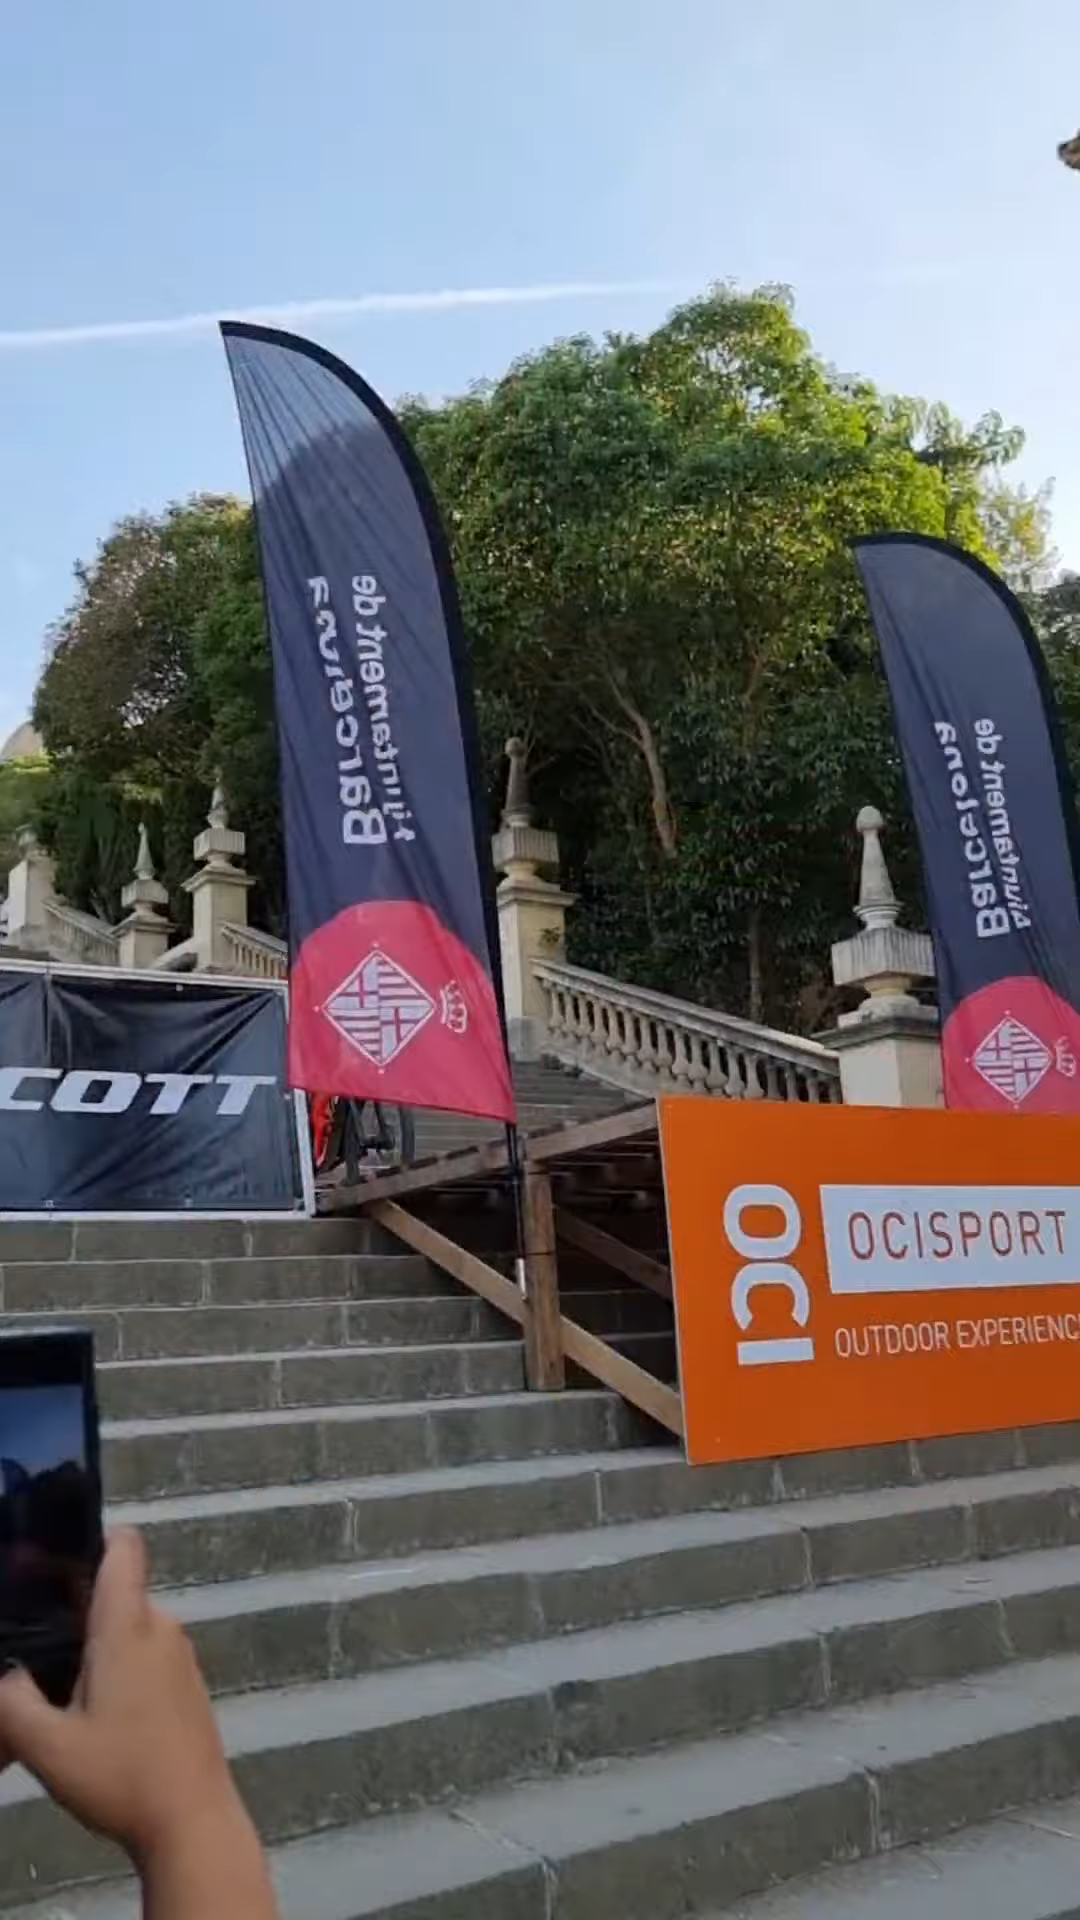 Ajuntament de
Barcelona
Ajuntament de
Barcelona
COTT
OCI
OCISPORT
OUTDOOR EXPERIENC